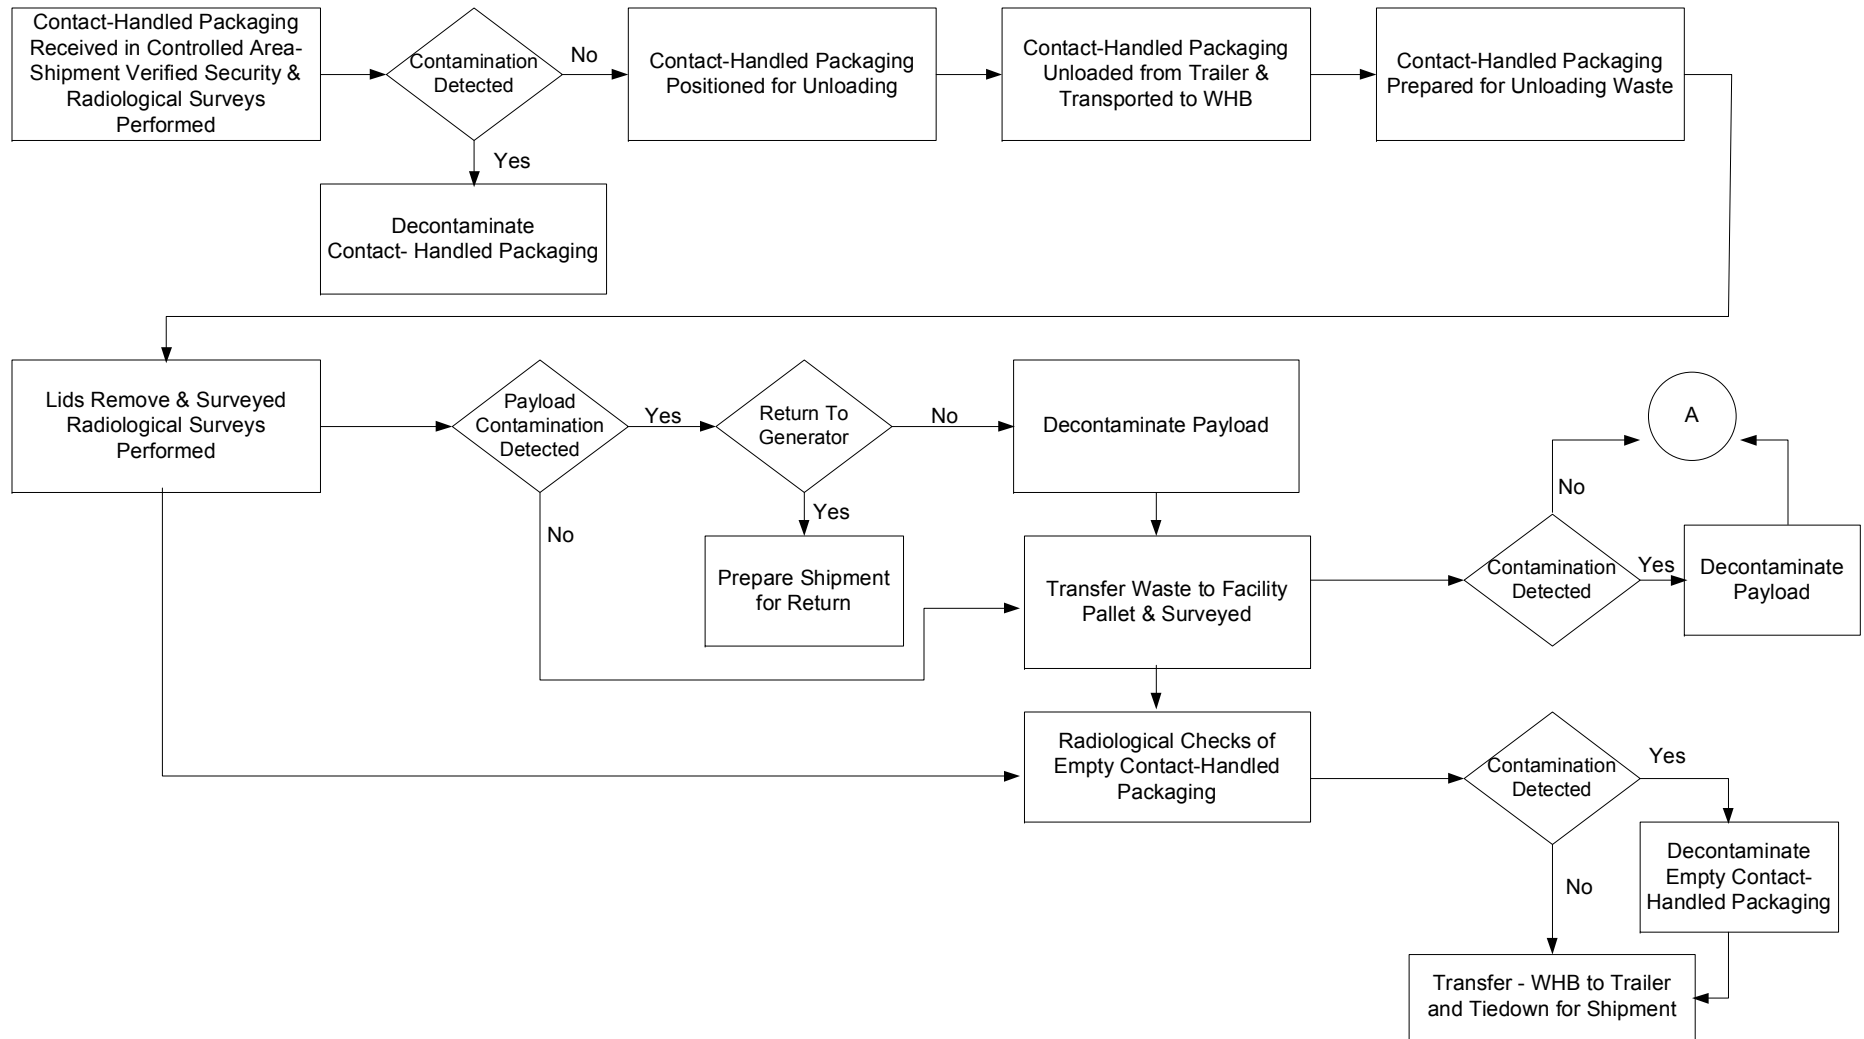 Contact-Handled Packaging
Received in Controlled Area-
Shipment Verified Security &
Radiological Surveys
Performed
Contamination
Detected
No
Yes
Contact-Handled Packaging
Positioned for Unloading
Contact-Handled Packaging
Unloaded from Trailer &
Transported to WHB
Contact-Handled Packaging
Prepared for Unloading Waste
Decontaminate
Contact- Handled Packaging
Lids Remove & Surveyed
Radiological Surveys
Performed
Payload
Contamination
Detected
Yes
No
Return To
Generator
No
Yes
Decontaminate Payload
Prepare Shipment
for Return
Transfer Waste to Facility
Pallet & Surveyed
A
No
Contamination
Detected
Yes
Decontaminate
Payload
Radiological Checks of
Empty Contact-Handled
Packaging
Contamination
Detected
Yes
No
Decontaminate
Empty Contact-
Handled Packaging
Transfer - WHB to Trailer
and Tiedown for Shipment